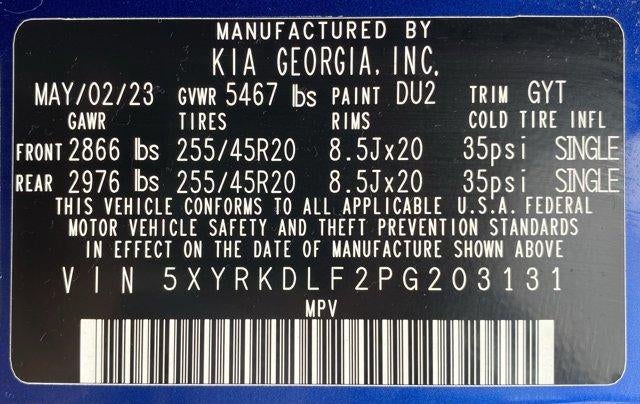 MANUFACTURED BY
KIA GEORGIA, INC.
MAY/02/23 GVWR 5467 lbs PAINT DU2 TRIM GYT
GAWR TIRES RIMS COLD TIRE INFL
FRONT 2866 lbs 255/45R20 8.5Jx20 35psi SINGLE
REAR 2976 lbs 255/45R20 8.5Jx20 35psi SINGLE
THIS VEHICLE CONFORMS TO ALL APPLICABLE U.S.A. FEDERAL
MOTOR VEHICLE SAFETY AND THEFT PREVENTION STANDARDS
IN EFFECT ON THE DATE OF MANUFACTURE SHOWN ABOVE
VIN 5XYRKDLF2PG203131
MPV